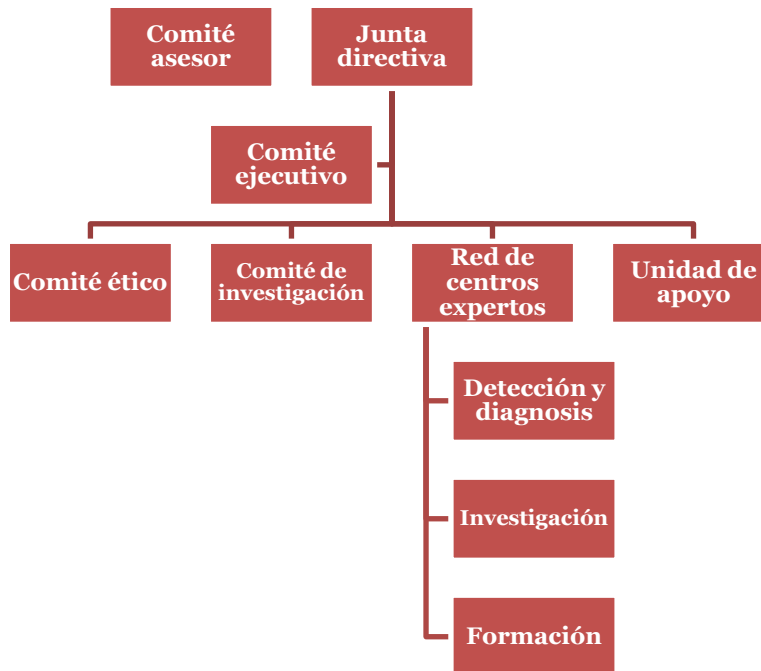 Comité
asesor
Junta
directiva
Comité
ejecutivo
Comité ético
Comité de
investigación
Red de
centros
expertos
Unidad de
apoyo
Detección y
diagnosis
Investigación
Formación